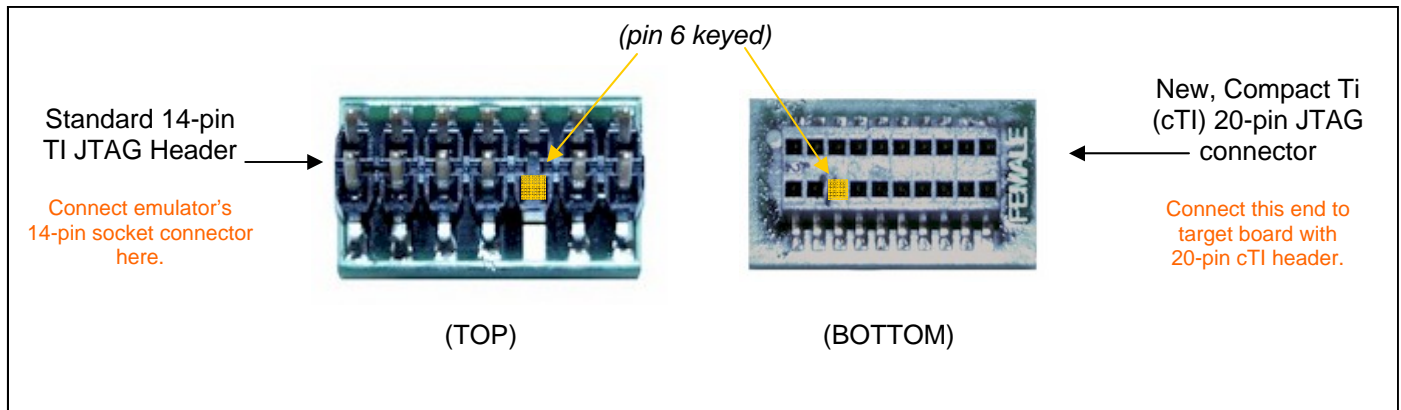 (pin 6 keyed)
Standard 14-pin
TI JTAG Header
Connect emulator's
14-pin socket connector
here.
(TOP)
FEMALE
(BOTTOM)
New, Compact Ti
(cTI) 20-pin JTAG
connector
Connect this end to
target board with
20-pin cTI header.